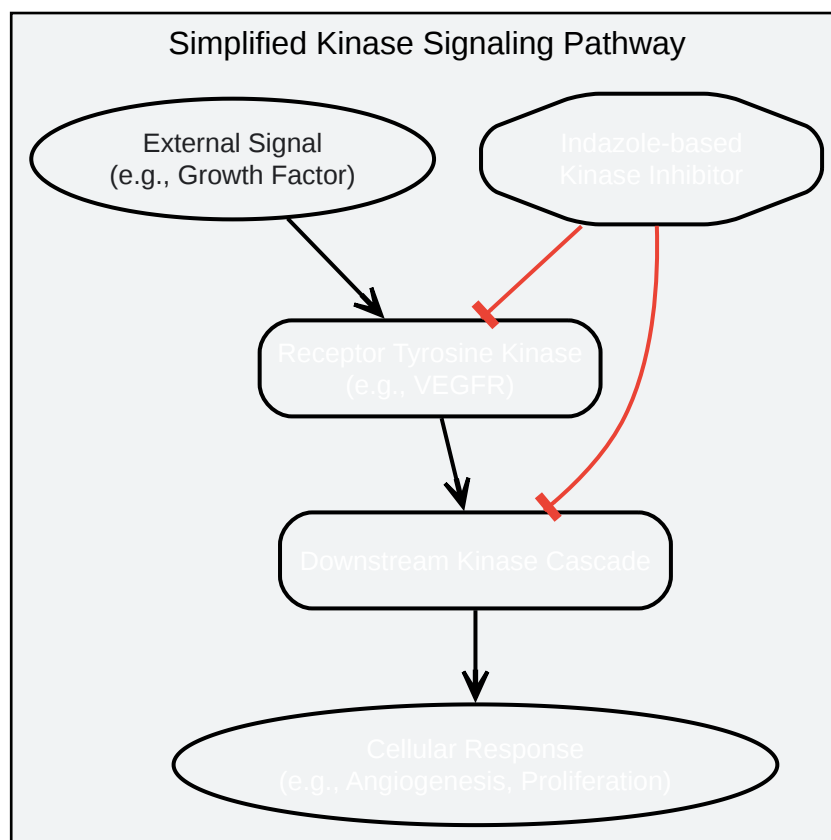 Simplified Kinase Signaling Pathway
External Signal
(e.g., Growth Factor)
Indazole-based
Kinase Inhibitor
Receptor Tyrosine Kinase
(e.g., VEGFR)
Downstream Kinase Cascade
Cellular Response
(e.g., Angiogenesis, Proliferation)